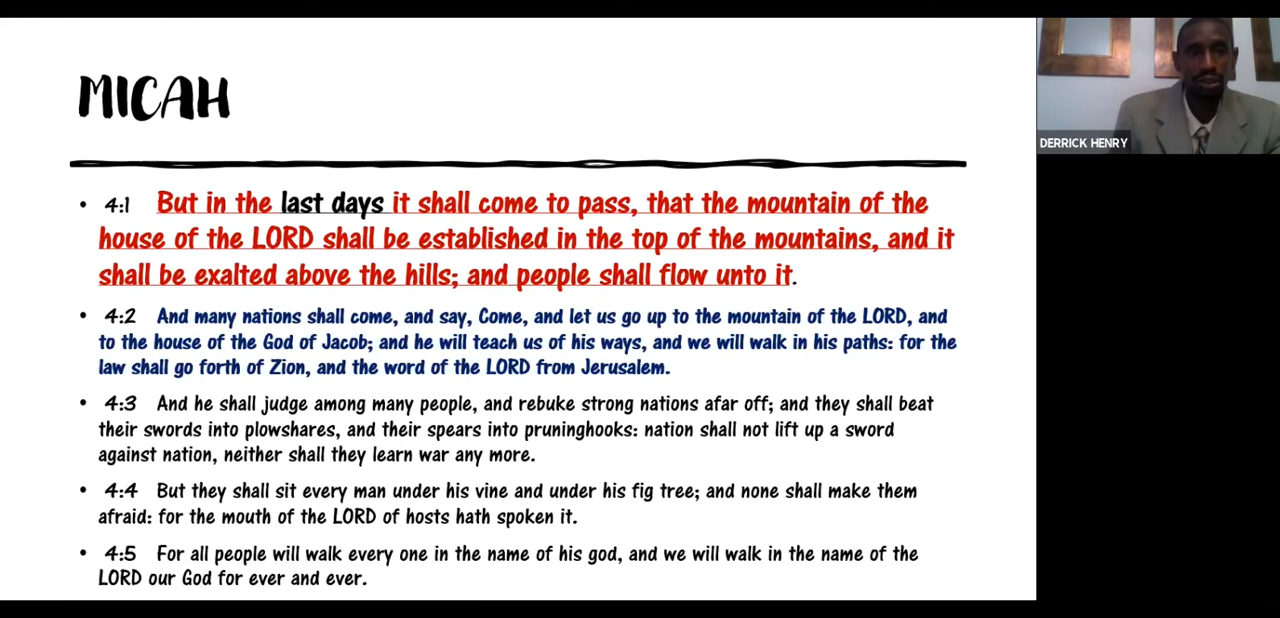 MICAH
DERRICK HENRY
• 4:1 But in the last days it shall come to pass, that the mountain of the
house of the LORD shall be established in the top of the mountains, and it
shall be exalted above the hills; and people shall flow unto it.
• 4:2 And many nations shall come, and say, Come, and let us go up to the mountain of the LORD, and
to the house of the God of Jacob; and he will teach us of his ways, and we will walk in his paths: for the
law shall go forth of Zion, and the word of the LORD from Jerusalem.
• 4:3 And he shall judge among many people, and rebuke strong nations afar off; and they shall beat
their swords into plowshares, and their spears into pruninghooks: nation shall not lift up a sword
against nation, neither shall they learn war any more.
• 4:4 But they shall sit every man under his vine and under his fig tree; and none shall make them
afraid: for the mouth of the LORD of hosts hath spoken it.
• 4:5 For all people will walk every one in the name of his god, and we will walk in the name of the
LORD our God for ever and ever.